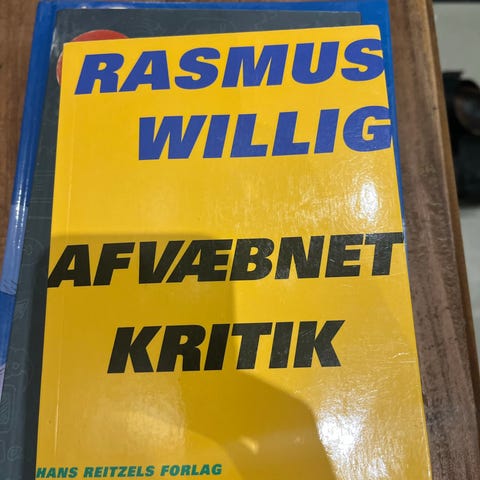 RASMUS
WILLIG
AFVÆBNET
KRITIK
HANS REITZELS FORLAG